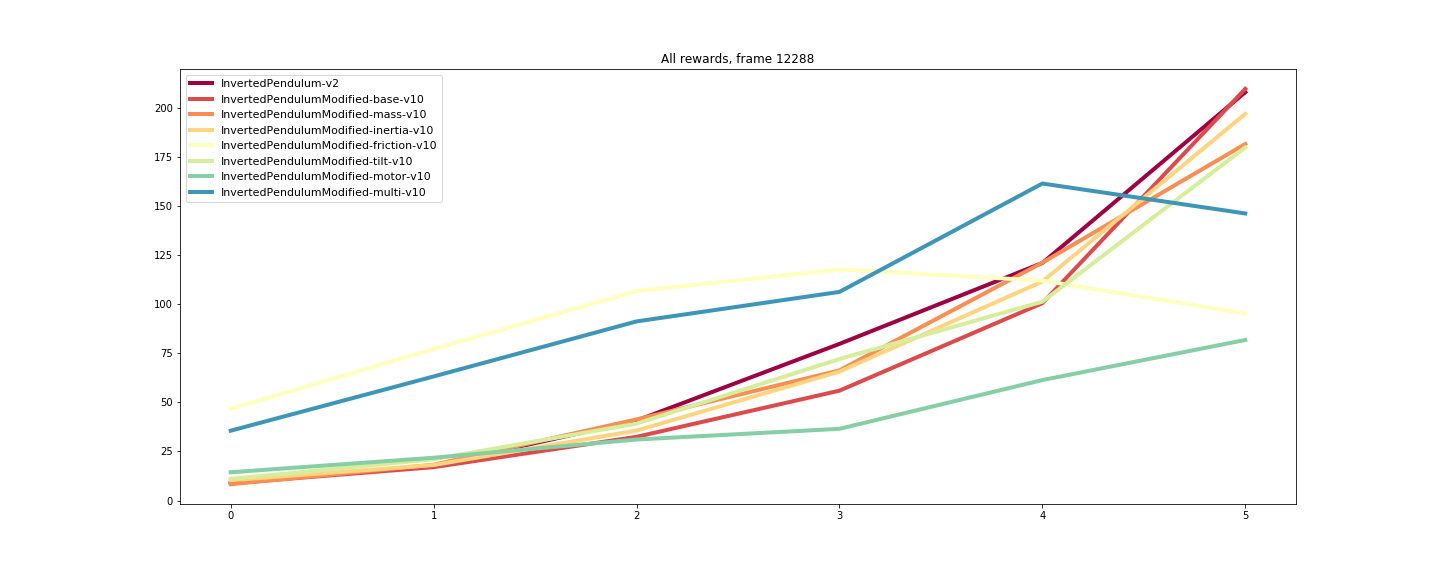 All rewards, frame 12288
InvertedPendulum-v2
InvertedPendulumModified-base-v10
InvertedPendulumModified-mass-v10
InvertedPendulumModified-inertia-v10
InvertedPendulumModified-friction-v10
InvertedPendulumModified-tilt-v10
InvertedPendulumModified-motor-v10
InvertedPendulumModified-multi-v10
200
175
150
125
100
75
50
25
0
0 1 2 3 4 5